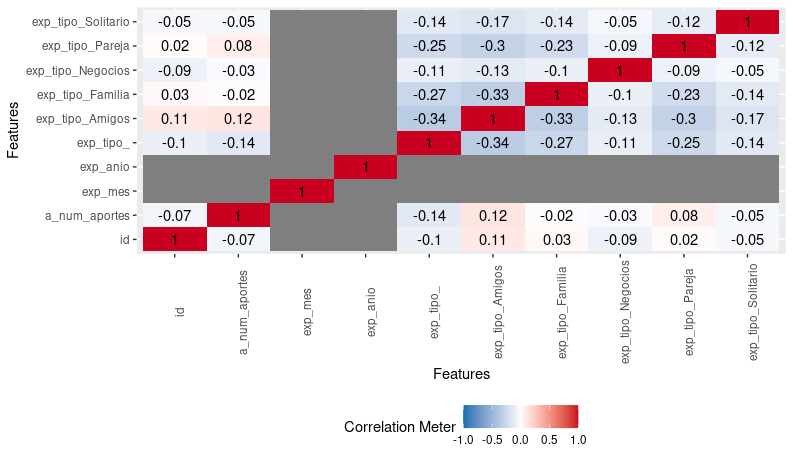 Features
exp_tipo_Solitario -0.05 -0.05 -0.14 -0.17 -0.14 -0.05 -0.12 1
exp_tipo_Pareja 0.02 0.08 -0.25 -0.3 -0.23 -0.09 1 -0.12
exp_tipo_Negocios -0.09 -0.03 -0.11 -0.13 -0.1 1 -0.09 -0.05
exp_tipo_Familia 0.03 -0.02 -0.27 -0.33 1 -0.1 -0.23 -0.14
exp_tipo_Amigos 0.11 0.12 -0.34 1 -0.33 -0.13 -0.3 -0.17
exp_tipo_ -0.1 -0.14 1 -0.34 -0.27 -0.11 -0.25 -0.14
exp_anio 1
exp_mes 1
a_num_aportes -0.07 1 -0.14 0.12 -0.02 -0.03 0.08 -0.05
id 1 -0.07 -0.1 0.11 0.03 -0.09 0.02 -0.05
id a_num_aportes exp_mes exp_anio exp_tipo_ exp_tipo_Amigos exp_tipo_Familia exp_tipo_Negocios exp_tipo_Pareja exp_tipo_Solitario
Features
Correlation Meter
-1.0 -0.5 0.0 0.5 1.0